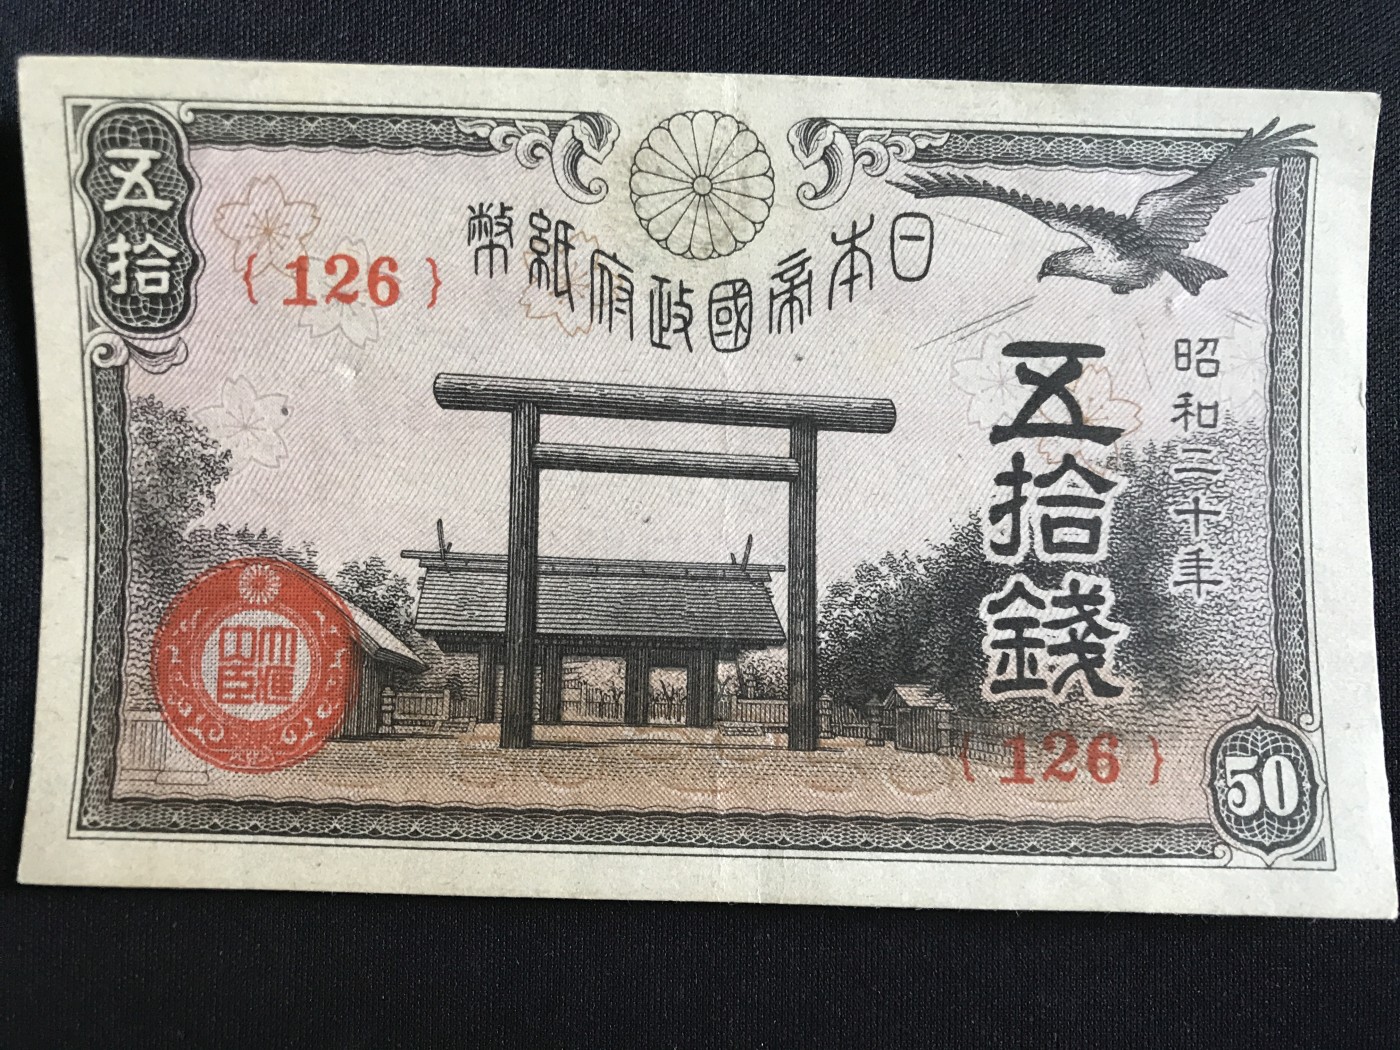 日本帝國政府紙幣
五拾
{126}
昭和二十年
五拾錢
{126}
50